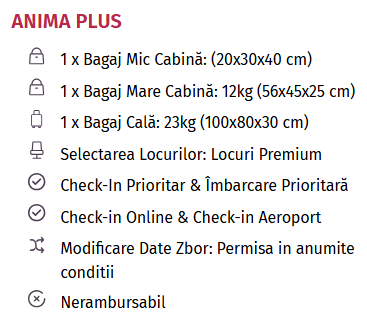 ANIMA PLUS
1 x Bagaj Mic Cabină: (20x30x40 cm)
1 x Bagaj Mare Cabină: 12kg (56x45x25 cm)
1 x Bagaj Cală: 23kg (100x80x30 cm)
Selectarea Locurilor: Locuri Premium
Check-In Prioritar & Îmbarcare Prioritară
Check-in Online & Check-in Aeroport
Modificare Date Zbor: Permisa in anumite
conditii
Nerambursabil